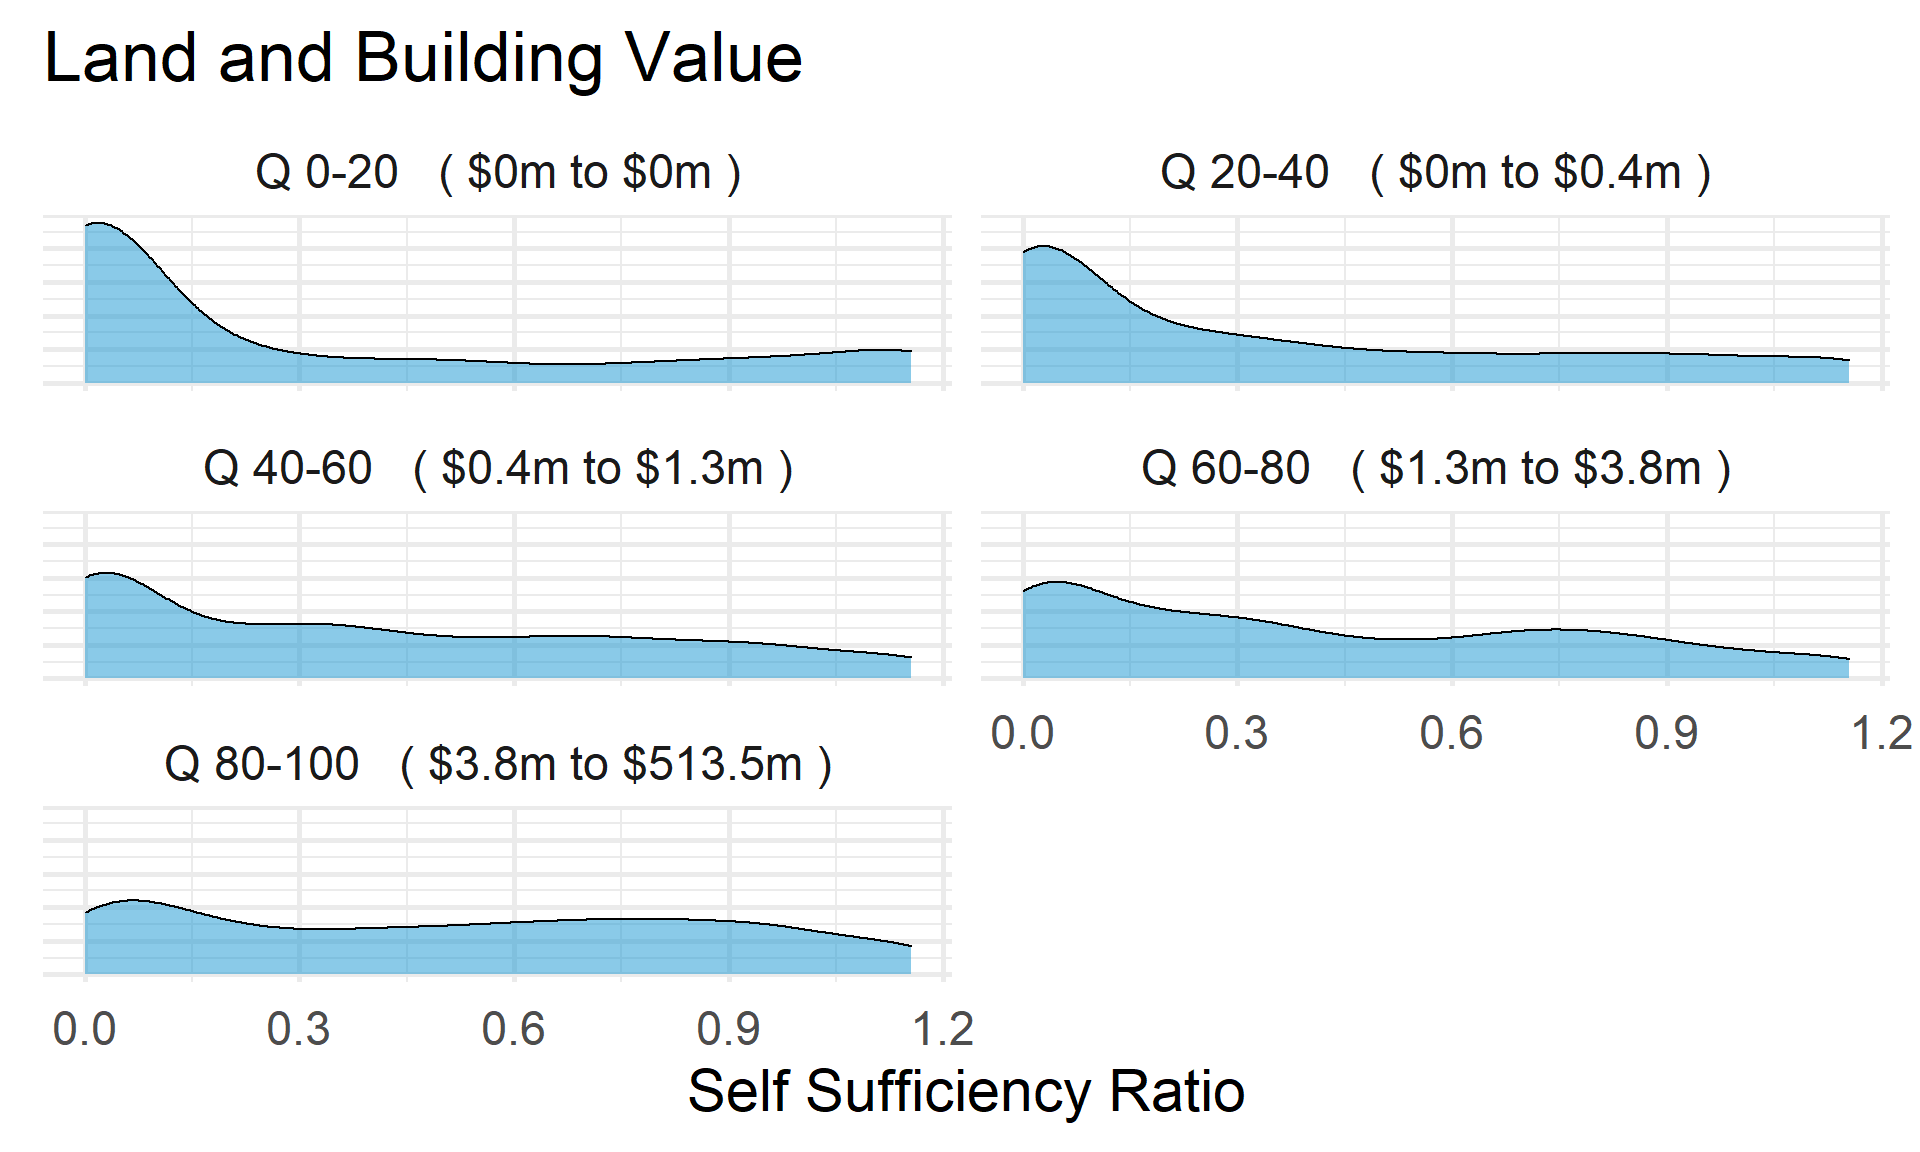 Land and Building Value
Q 0-20 ( $0m to $0m )
Q 20-40 ( $0m to $0.4m )
Q 40-60 ( $0.4m to $1.3m )
Q 60-80 ( $1.3m to $3.8m )
0.0 0.3 0.6 0.9 1.2
Q 80-100 ( $3.8m to $513.5m )
0.0 0.3 0.6 0.9 1.2
Self Sufficiency Ratio